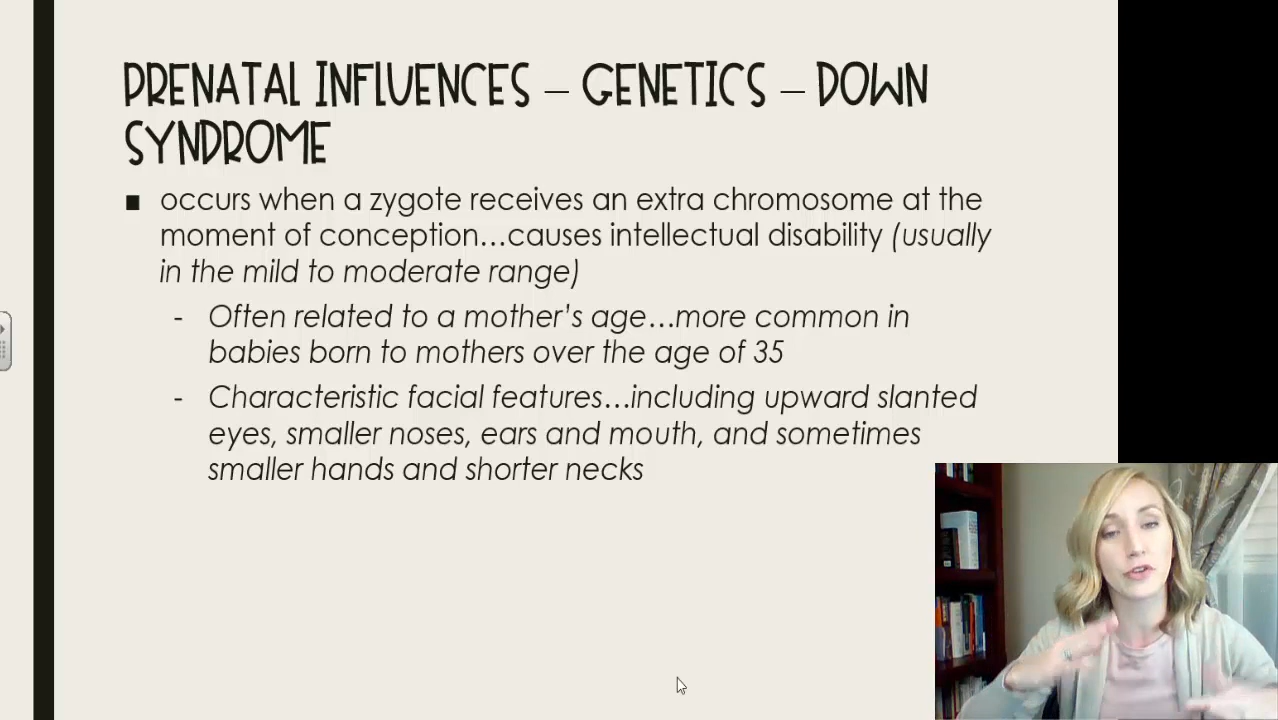 PRENATAL INFLUENCES – GENETICS – DOWN
SYNDROME
■ occurs when a zygote receives an extra chromosome at the
moment of conception…causes intellectual disability (usually
in the mild to moderate range)
- Often related to a mother's age…more common in
babies born to mothers over the age of 35
- Characteristic facial features…including upward slanted
eyes, smaller noses, ears and mouth, and sometimes
smaller hands and shorter necks